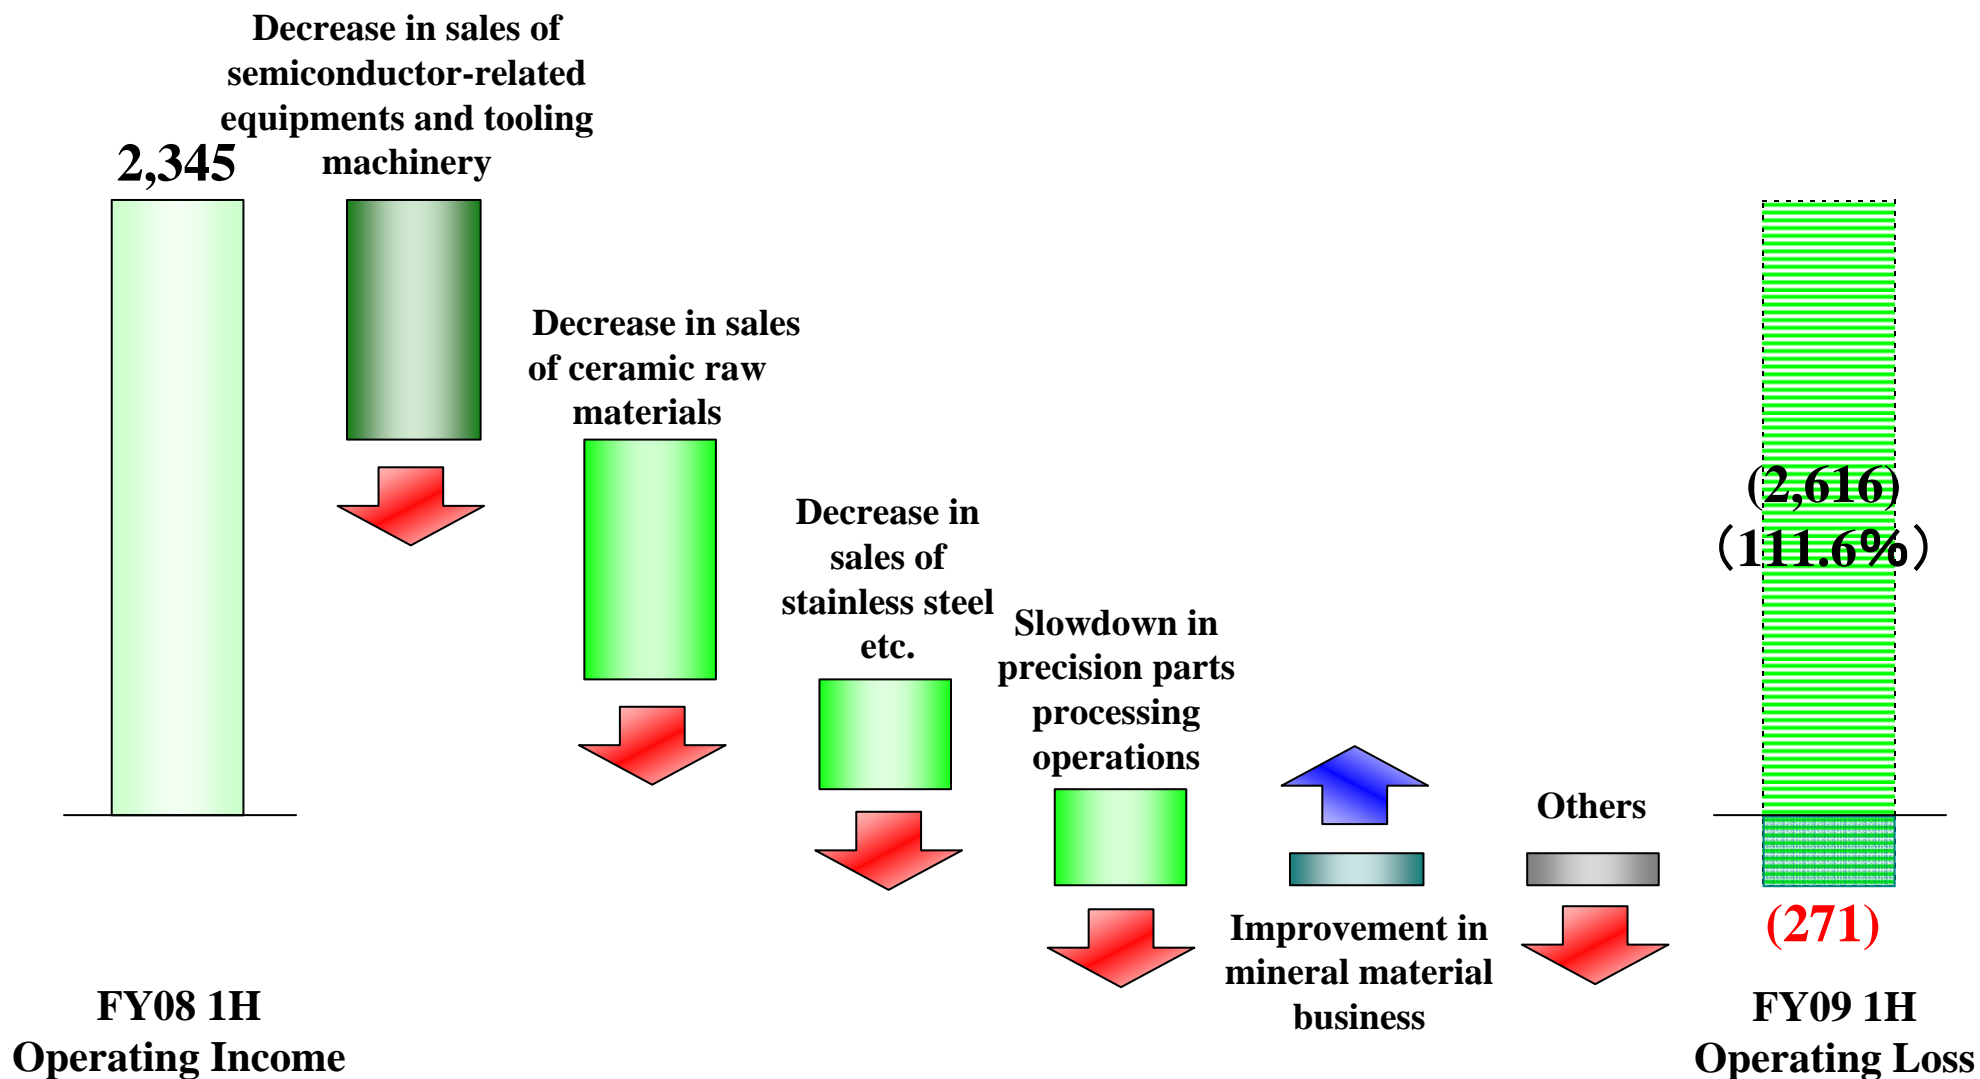 Decrease in sales of
semiconductor-related
equipments and tooling
machinery
2,345
Decrease in sales
of ceramic raw
materials
Decrease in
sales of
stainless steel
etc.
Slowdown in
precision parts
processing
operations
Others
Improvement in
mineral material
business
(2,616)
（111.6%）
(271)
FY08 1H
Operating Income
FY09 1H
Operating Loss